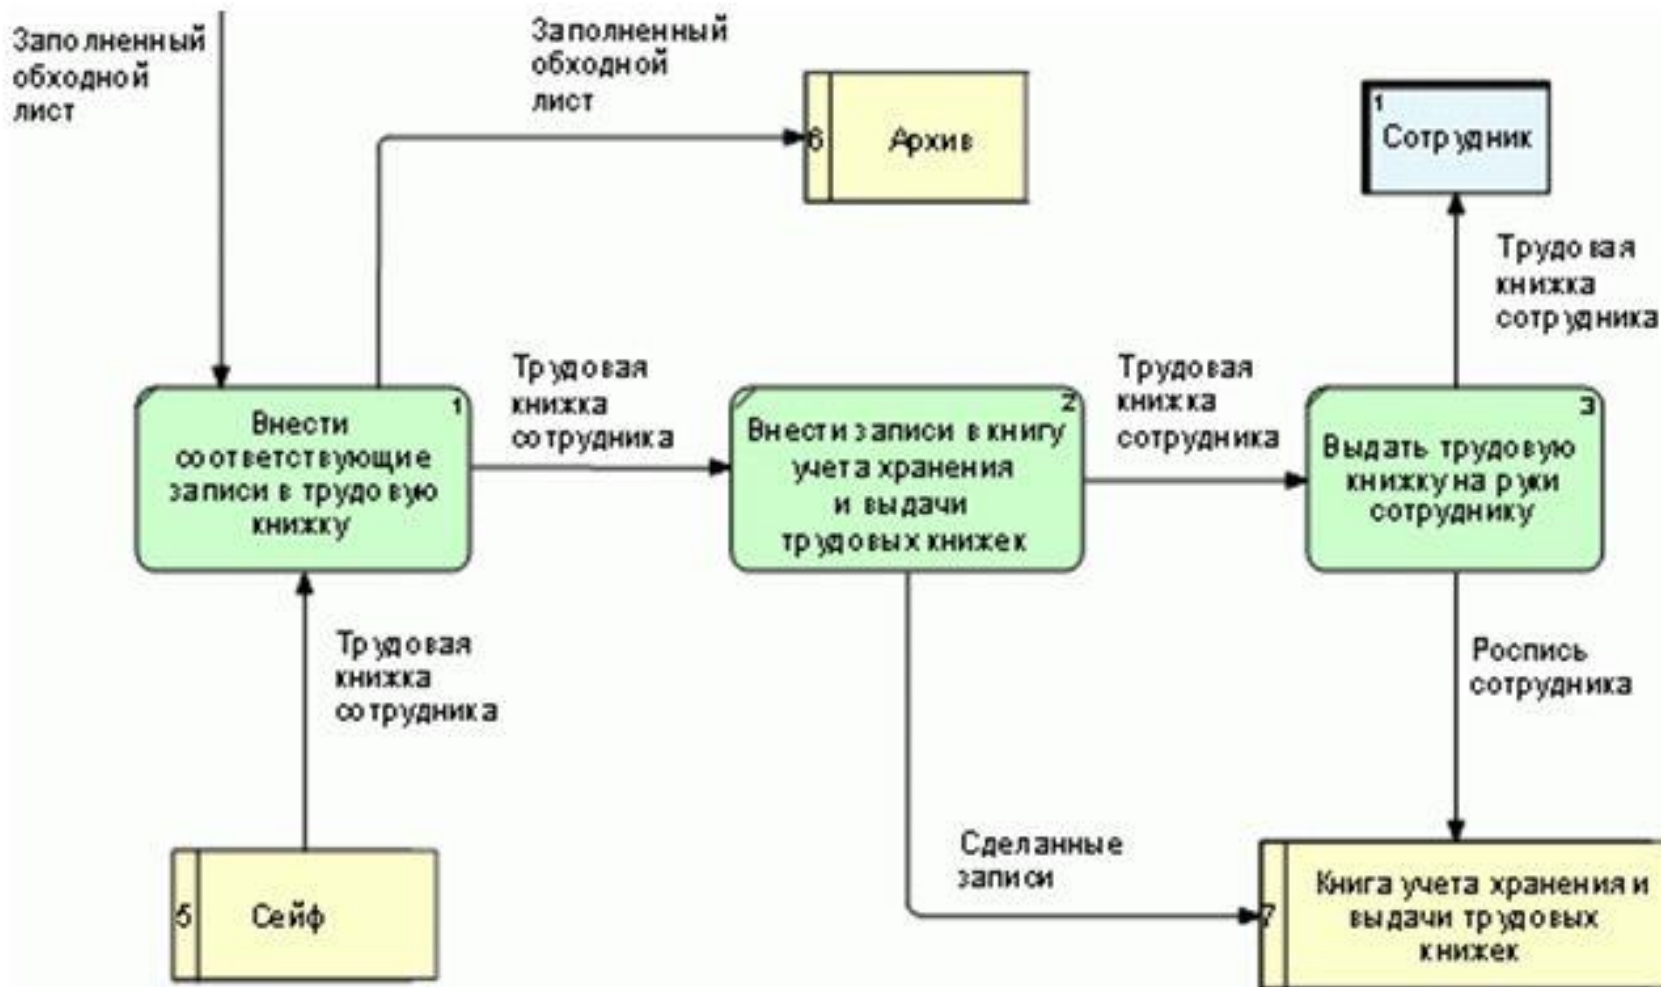 Заполненный
обходной
лист
Заполненный
обходной
лист
6
Архив
1
Сотрудник
Трудовая
книжка
сотрудника
1
Внести
соответствующие
записи в трудовую
книжку
Трудовая
книжка
сотрудника
2
Внести записи в книгу
учета хранения
и выдачи
трудовых книжек
Трудовая
книжка
сотрудника
3
Выдать трудовую
книжку на руки
сотруднику
Трудовая
книжка
сотрудника
Роспись
сотрудника
Сделанные
записи
5
Сейф
7
Книга учета хранения и
выдачи трудовых
книжек